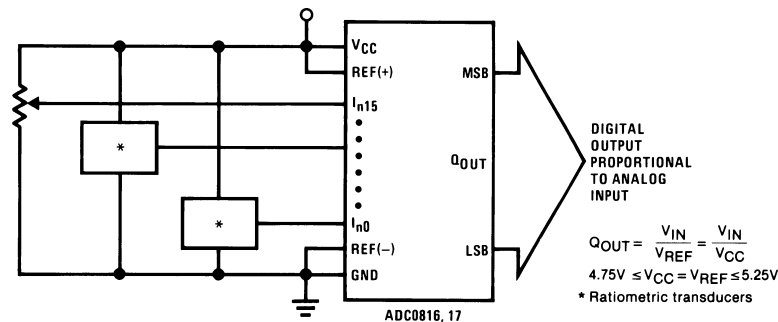 VCC
REF(+)
MSB
In15
*
DIGITAL
OUTPUT
PROPORTIONAL
TO ANALOG
INPUT
QOUT
*
In0
REF(−)
LSB
GND
QOUT = VIN/VREF = VIN/VCC
4.75V ≤ VCC = VREF ≤ 5.25V
* Ratiometric transducers
ADC0816, 17